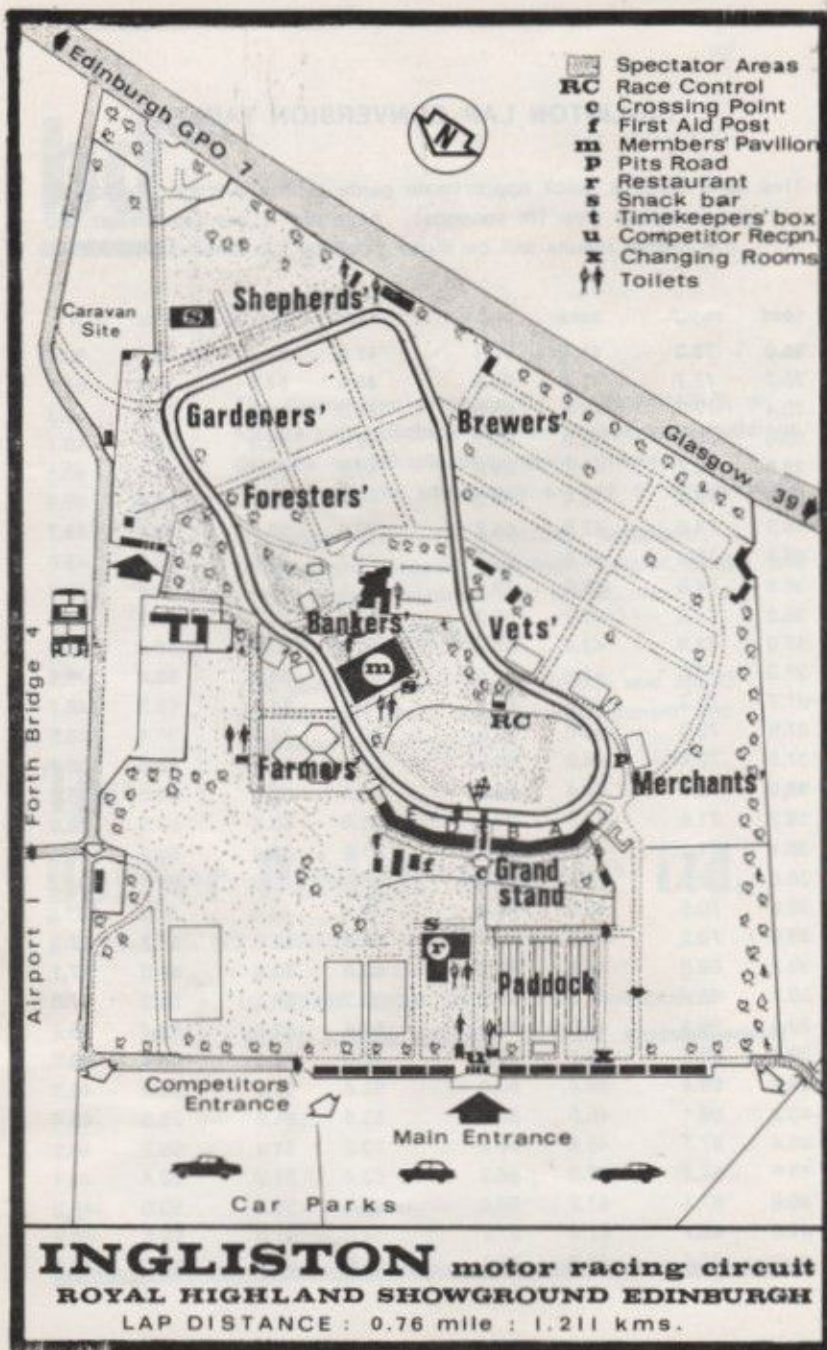 Edinburgh GPO 7
Spectator Areas
RC Race Control
c Crossing Point
f First Aid Post
m Members' Pavilion
p Pits Road
r Restaurant
s Snack bar
t Timekeepers' box
u Competitor Recpn.
x Changing Rooms
Toilets
N
Shepherds'
Caravan
Site
s
Gardeners'
Brewers'
Glasgow 39
Foresters'
Bankers'
Vets'
m
s
RC
Airport 1 Forth Bridge 4
Farmers'
P
Merchants'
E D C B A
f
c
Grand
stand
s
r
Paddock
u
x
Competitors
Entrance
Main Entrance
Car Parks
INGLISTON motor racing circuit
ROYAL HIGHLAND SHOWGROUND EDINBURGH
LAP DISTANCE : 0.76 mile : 1.211 kms.